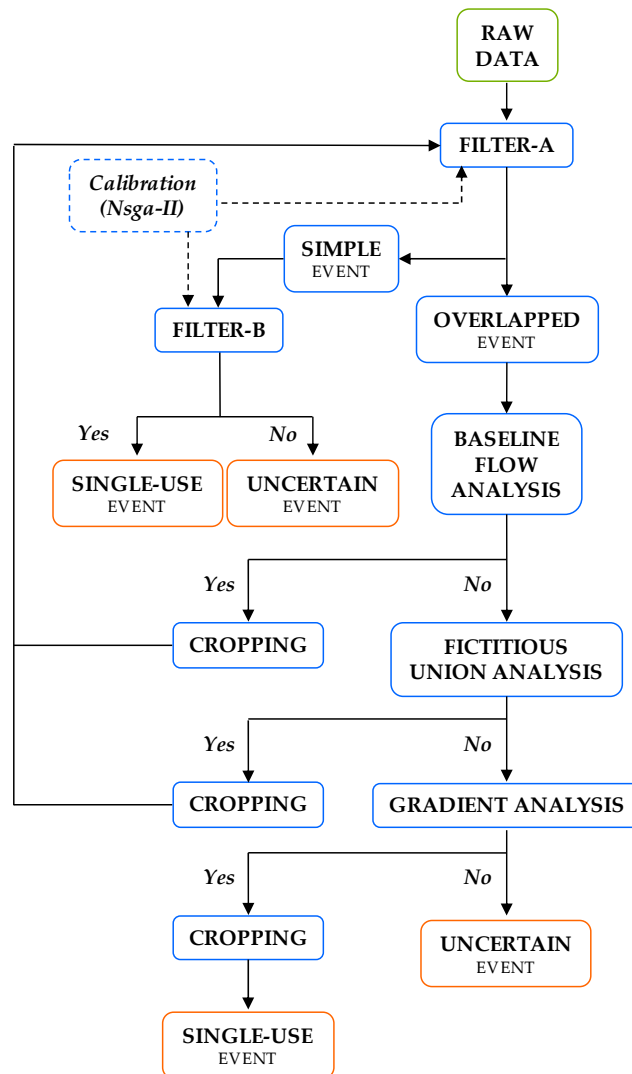 RAW
DATA
FILTER-A
Calibration
(Nsga-II)
SIMPLE
EVENT
OVERLAPPED
EVENT
FILTER-B
Yes
No
SINGLE-USE
EVENT
UNCERTAIN
EVENT
BASELINE
FLOW
ANALYSIS
Yes
No
CROPPING
FICTITIOUS
UNION ANALYSIS
Yes
No
CROPPING
GRADIENT ANALYSIS
Yes
No
CROPPING
UNCERTAIN
EVENT
SINGLE-USE
EVENT